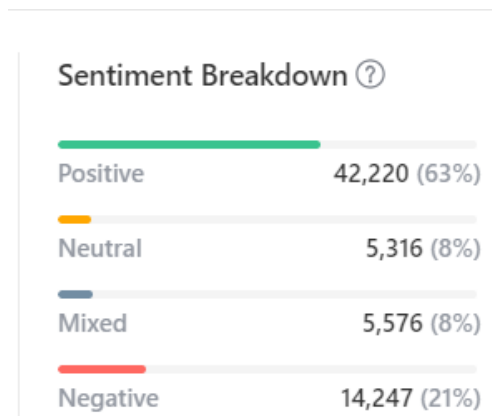 Sentiment Breakdown ?
Positive 42,220 (63%)
Neutral 5,316 (8%)
Mixed 5,576 (8%)
Negative 14,247 (21%)